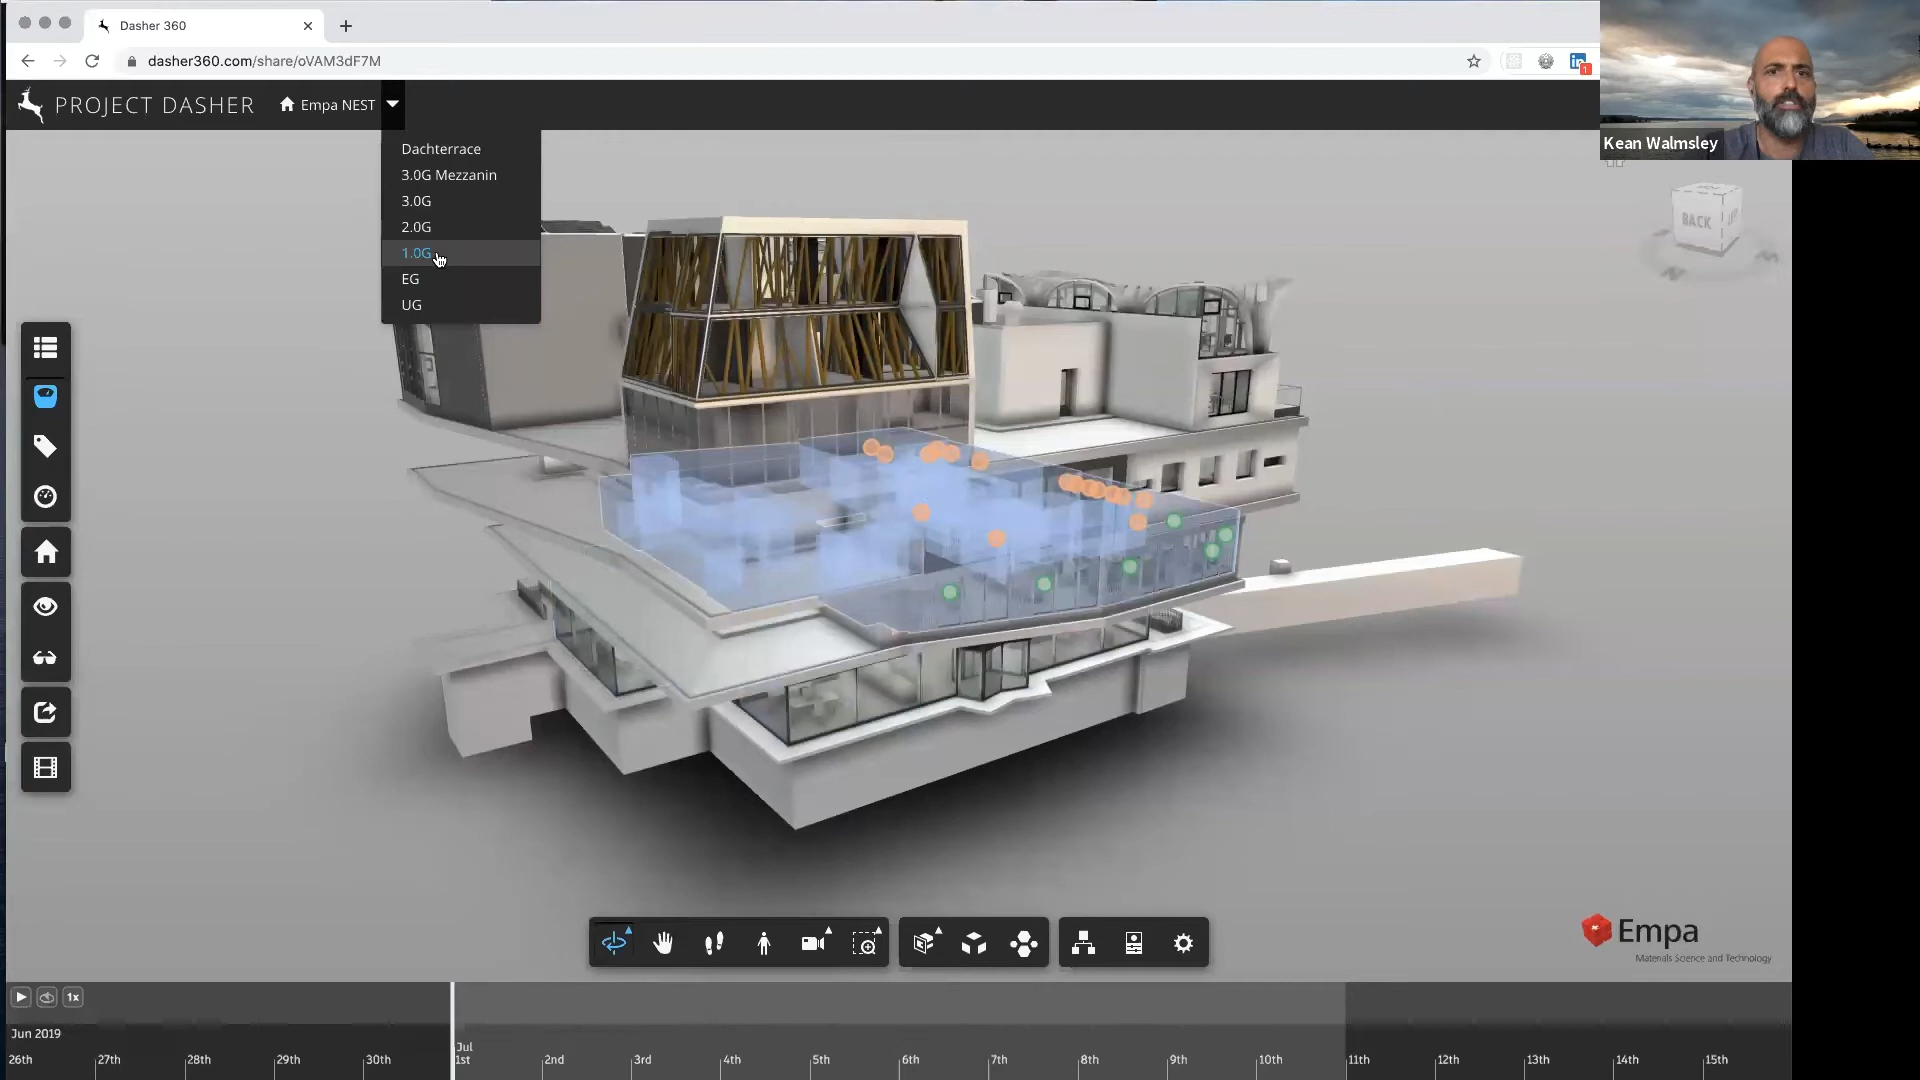 Dasher 360
dasher360.com/share/oVAM3dF7M
1
PROJECT DASHER
Empa NEST
Dachterrace
3.0G Mezzanin
3.0G
2.0G
1.0G
EG
UG
Kean Walmsley
BACK
Empa
Materials Science and Technology
1x
Jun 2019
Jul
26th 27th 28th 29th 30th 1st 2nd 3rd 4th 5th 6th 7th 8th 9th 10th 11th 12th 13th 14th 15th